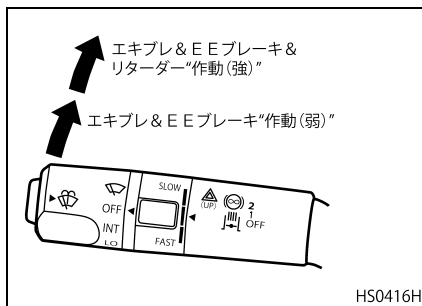 エキブレ＆ＥＥブレーキ＆
リターダー“作動（強）”
エキブレ＆ＥＥブレーキ“作動（弱）”
SLOW
OFF
INT
LO
FAST
(UP)
2
1
OFF
HS0416H